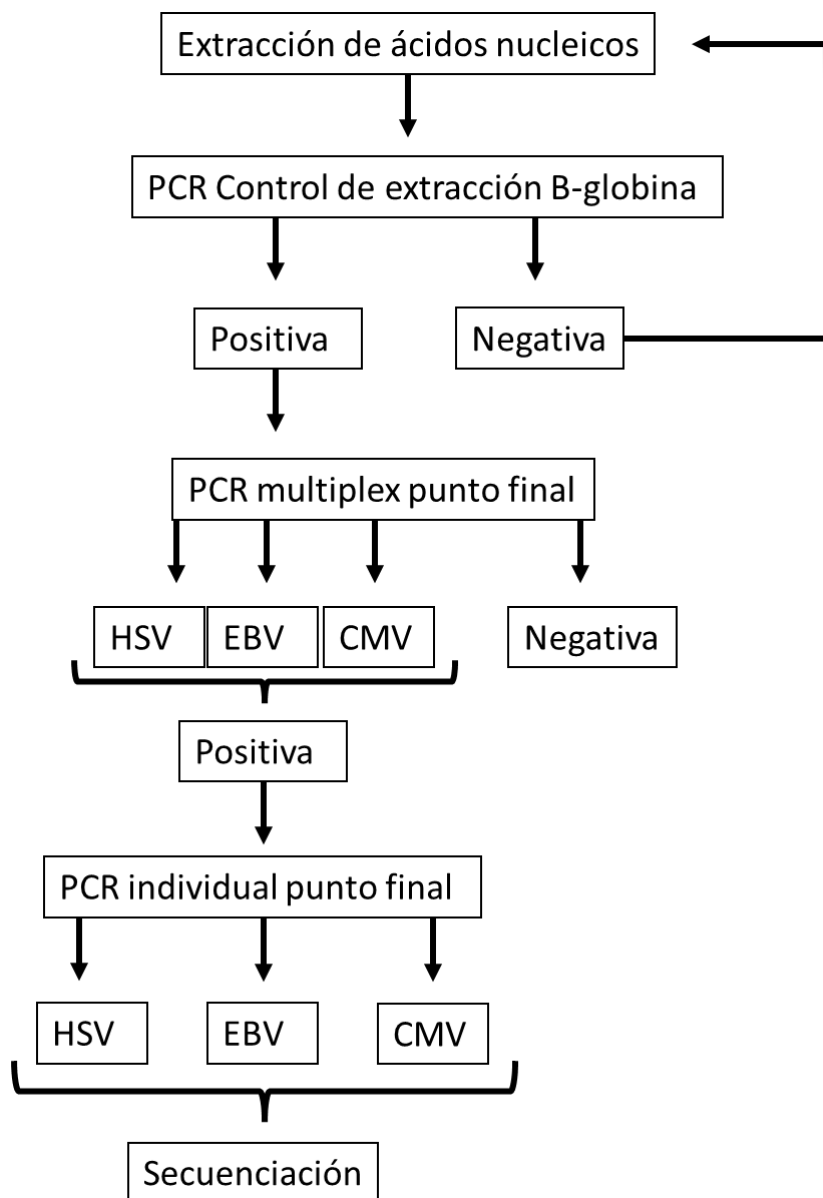 Extracción de ácidos nucleicos
PCR Control de extracción B-globina
Positiva
Negativa
PCR multiplex punto final
HSV
EBV
CMV
Negativa
Positiva
PCR individual punto final
HSV
EBV
CMV
Secuenciación